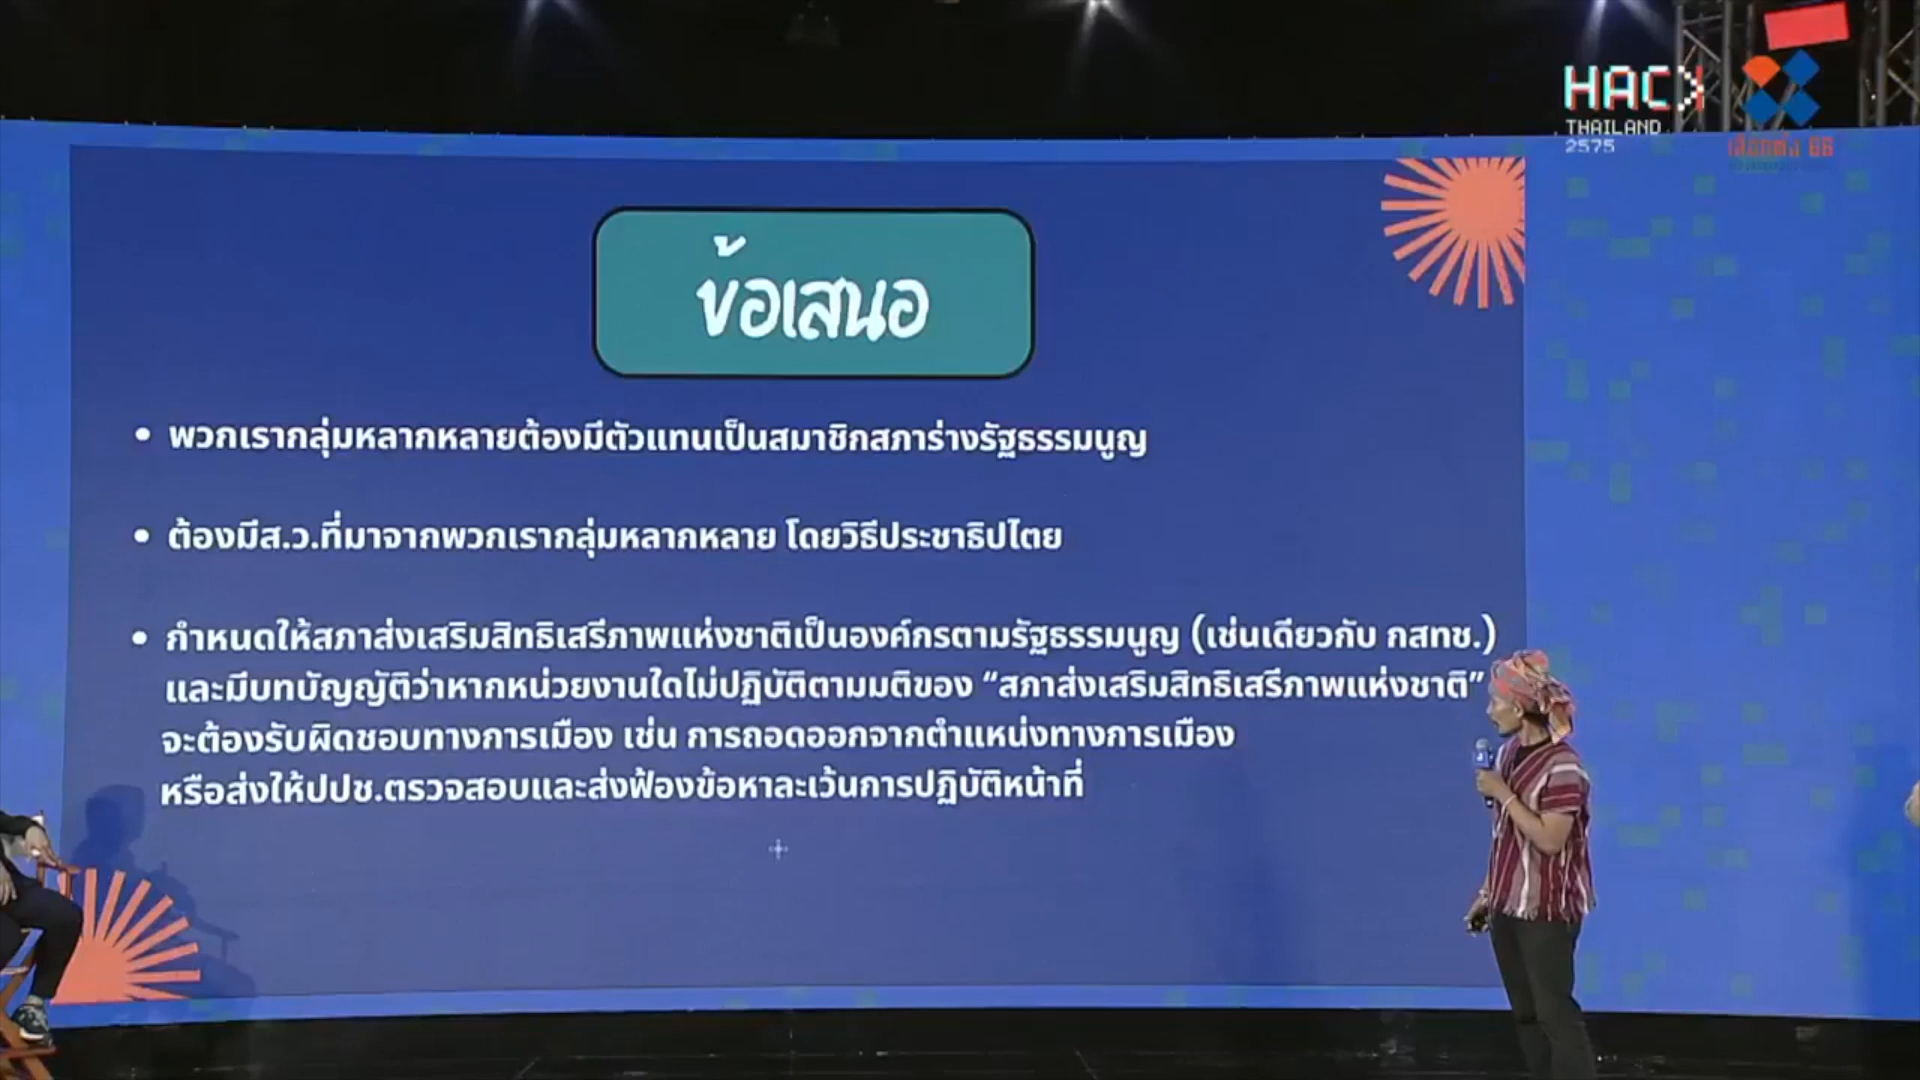 HACK
THAILAND
2575
เลือกตั้ง 66
ข้อเสนอ
• พวกเรากลุ่มหลากหลายต้องมีตัวแทนเป็นสมาชิกสภาร่างรัฐธรรมนูญ
• ต้องมีส.ว.ที่มาจากพวกเรากลุ่มหลากหลาย โดยวิธีประชาธิปไตย
• กำหนดให้สภาส่งเสริมสิทธิเสรีภาพแห่งชาติเป็นองค์กรตามรัฐธรรมนูญ (เช่นเดียวกับ กสทช.)
และมีบทบัญญัติว่าหากหน่วยงานใดไม่ปฏิบัติตามมติของ “สภาส่งเสริมสิทธิเสรีภาพแห่งชาติ”
จะต้องรับผิดชอบทางการเมือง เช่น การถอดออกจากตำแหน่งทางการเมือง
หรือส่งให้ปปช.ตรวจสอบและส่งฟ้องข้อหาละเว้นการปฏิบัติหน้าที่